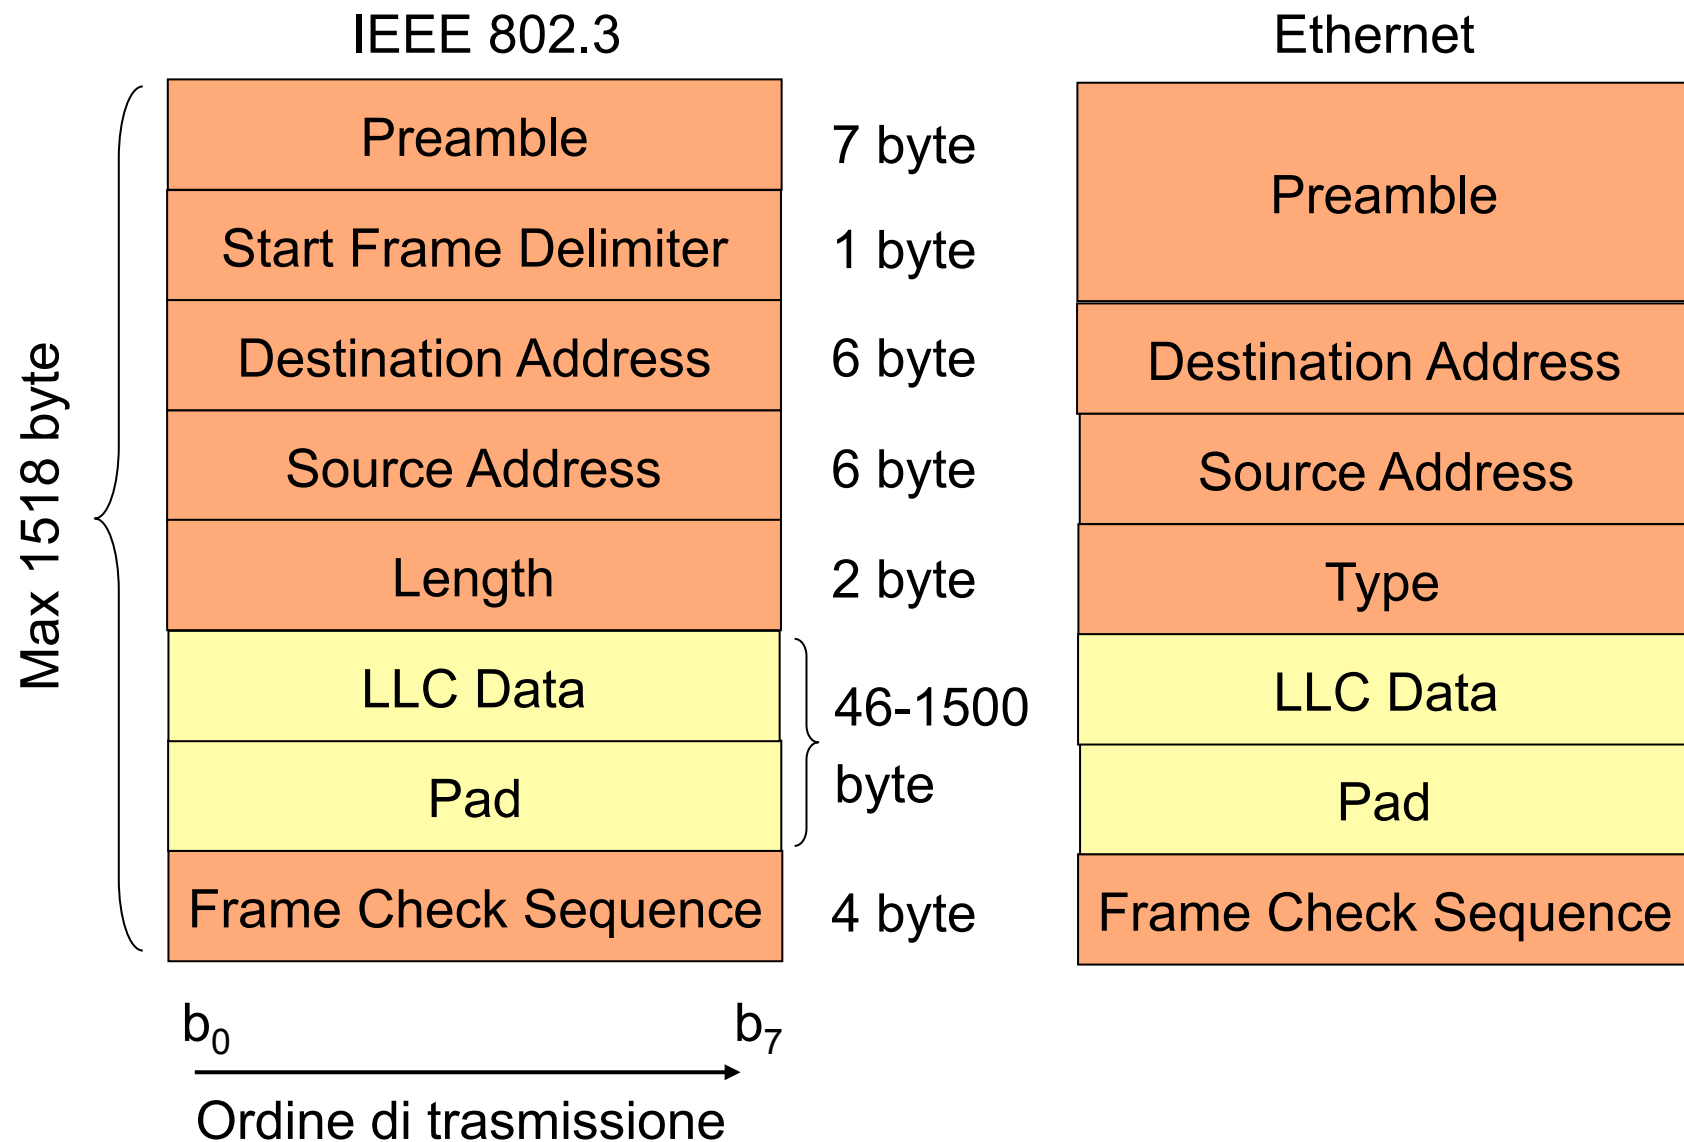 IEEE 802.3
Ethernet
Max 1518 byte
Preamble
7 byte
Start Frame Delimiter
1 byte
Destination Address
6 byte
Source Address
6 byte
Length
2 byte
LLC Data
Pad
46-1500
byte
Frame Check Sequence
4 byte
Preamble
Destination Address
Source Address
Type
LLC Data
Pad
Frame Check Sequence
b0
b7
Ordine di trasmissione